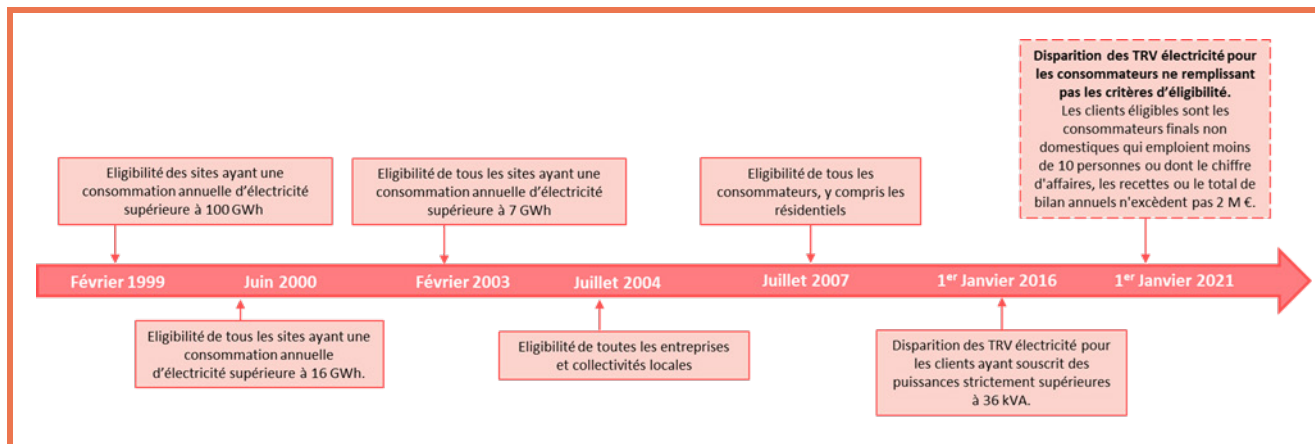 Disparition des TRV électricité pour
les consommateurs ne remplissant
pas les critères d'éligibilité.
Les clients éligibles sont les
consommateurs finals non
domestiques qui emploient moins
de 10 personnes ou dont le chiffre
d'affaires, les recettes ou le total de
bilan annuels n'excèdent pas 2 M €.
Eligibilité des sites ayant une
consommation annuelle d'électricité
supérieure à 100 GWh
Eligibilité de tous les sites ayant une
consommation annuelle d'électricité
supérieure à 7 GWh
Eligibilité de tous les
consommateurs, y compris les
résidentiels
Février 1999 Juin 2000 Février 2003 Juillet 2004 Juillet 2007 1er Janvier 2016 1er Janvier 2021
Eligibilité de tous les sites ayant une
consommation annuelle
d'électricité supérieure à 16 GWh.
Eligibilité de toutes les entreprises
et collectivités locales
Disparition des TRV électricité pour
les clients ayant souscrit des
puissances strictement supérieures
à 36 kVA.